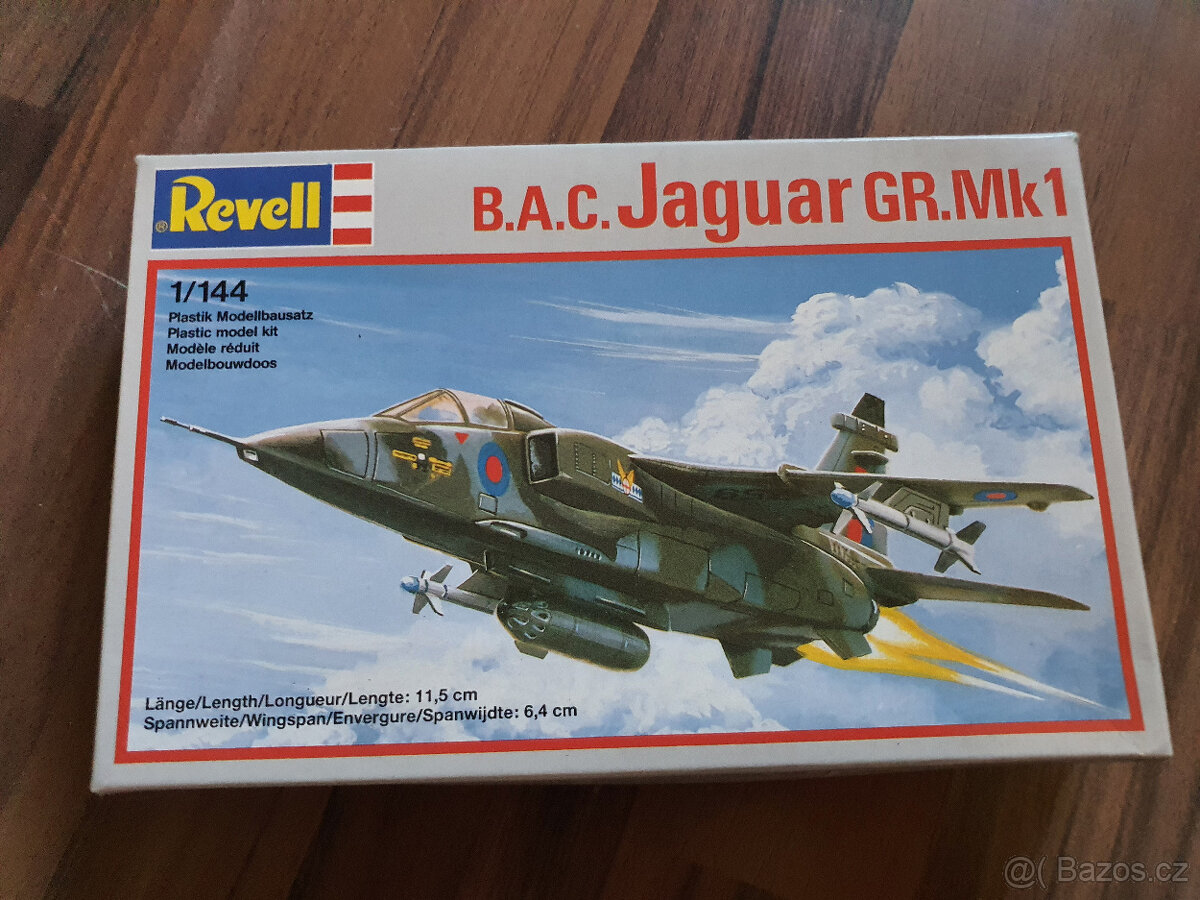 ® Revell
B.A.C. Jaguar GR.Mk1
1/144
Plastik Modellbausatz
Plastic model kit
Modèle réduit
Modelbouwdoos
Länge/Length/Longueur/Lengte: 11,5 cm
Spannweite/Wingspan/Envergure/Spanwijdte: 6,4 cm
@( Bazos.cz